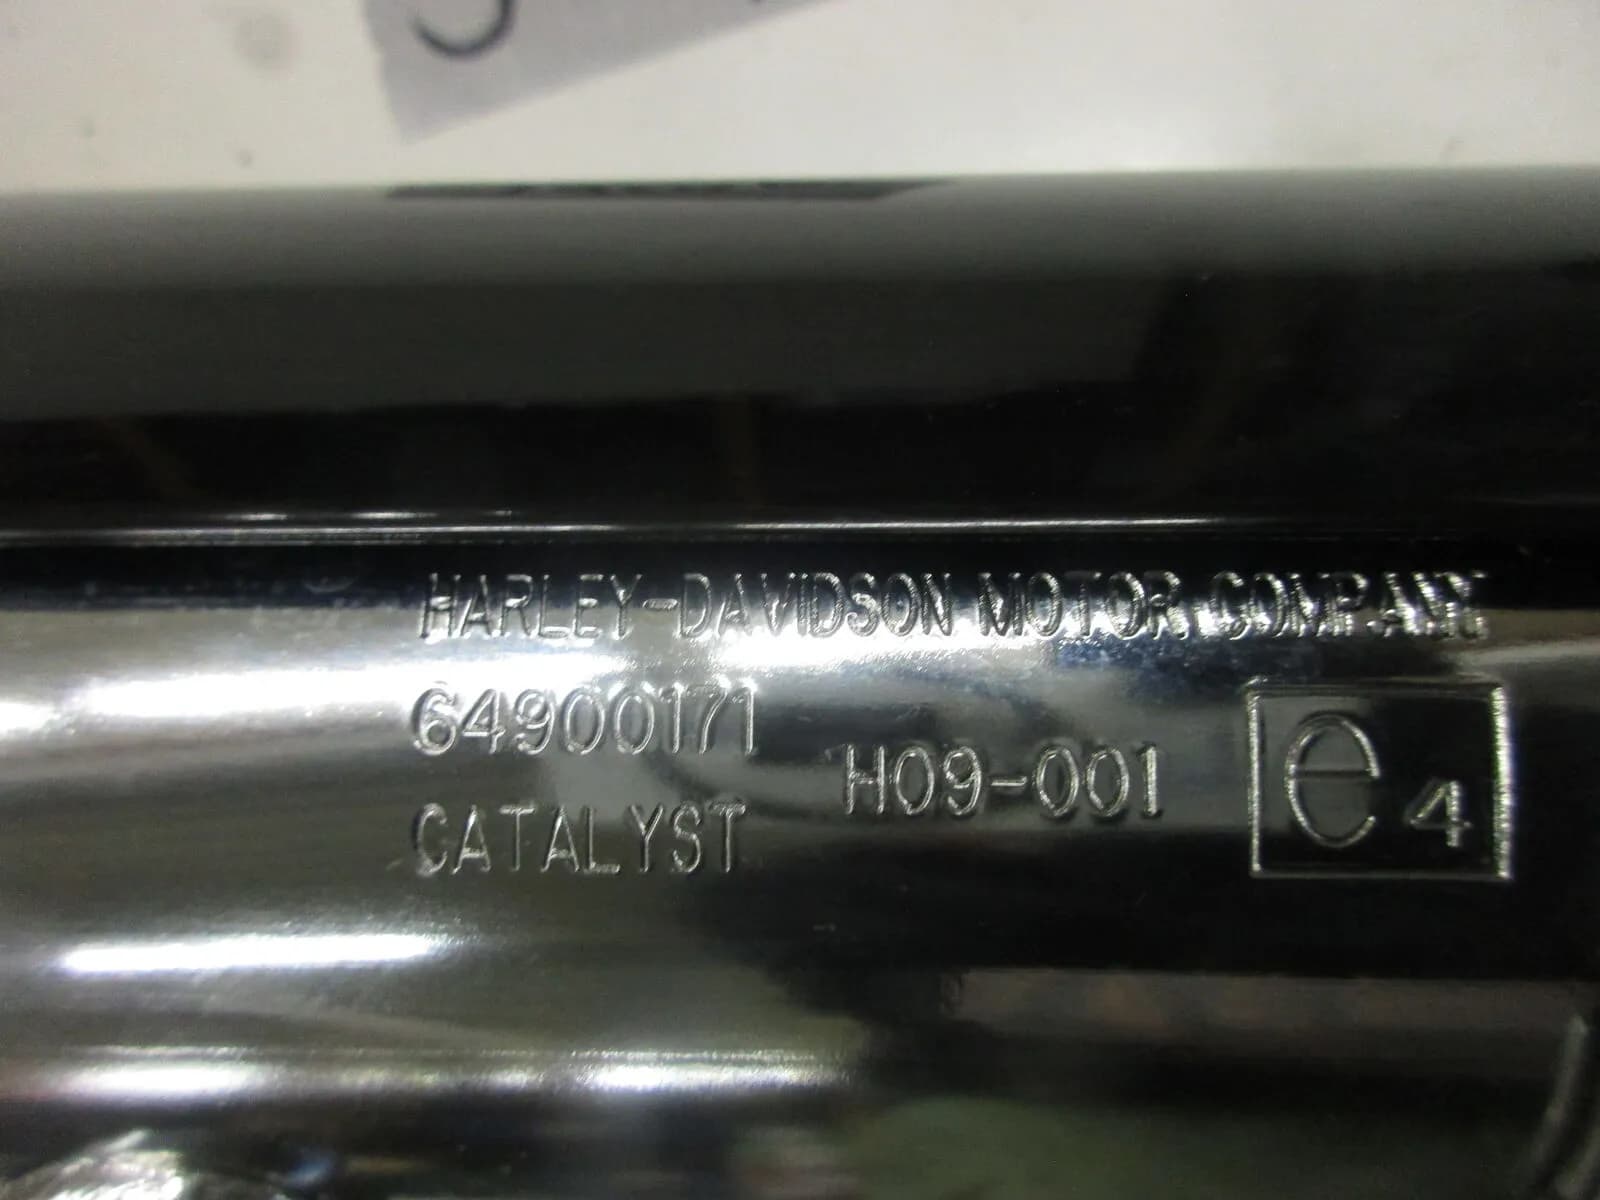 HARLEY-DAVIDSON MOTOR COMPANY
64900171
H09-001
e4
CATALYST